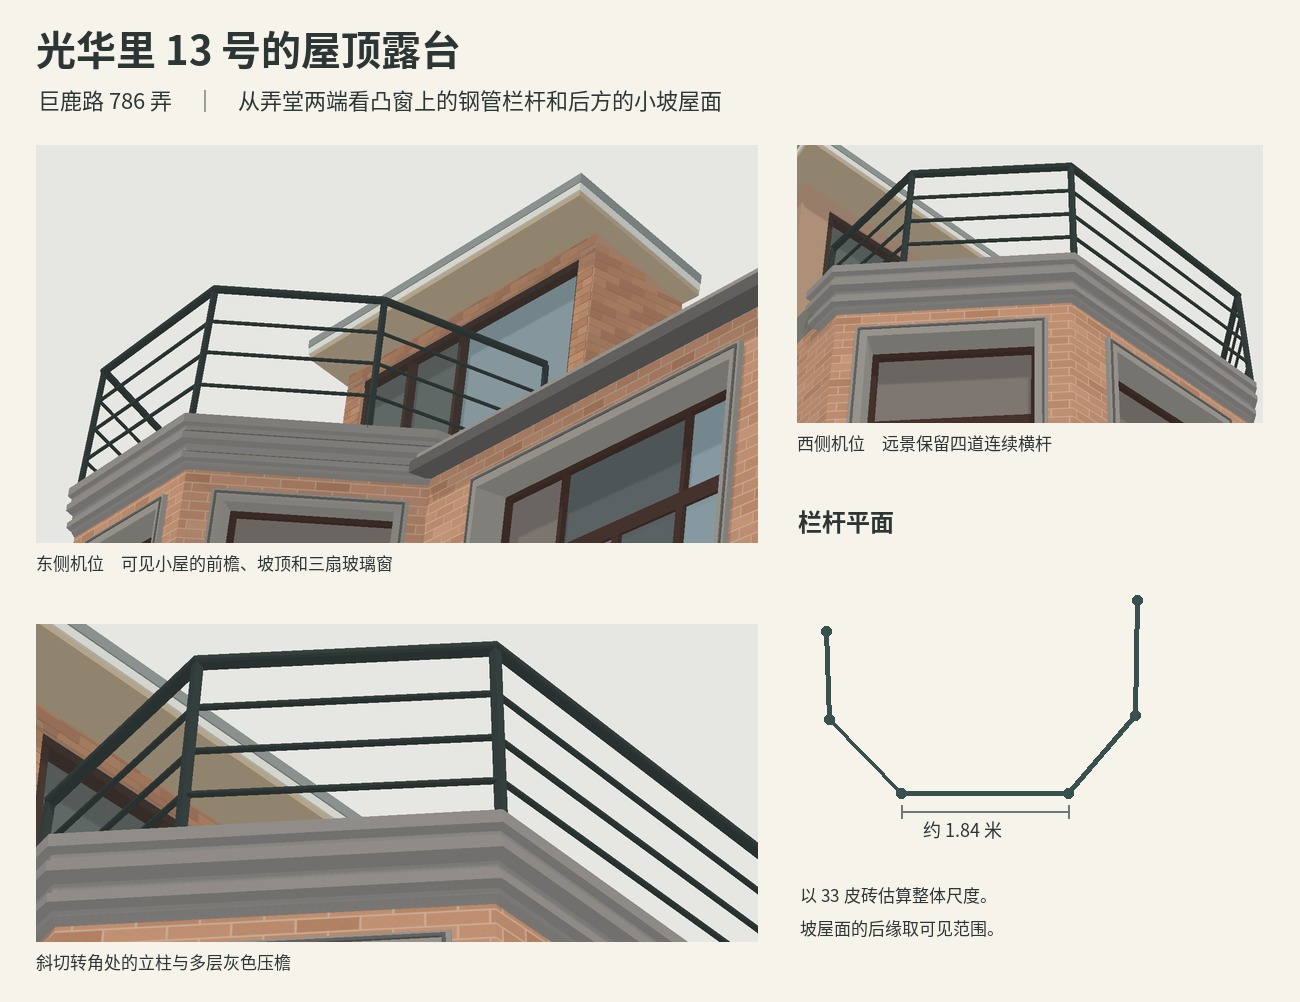 光华里 13 号的屋顶露台
巨鹿路 786 弄 ｜ 从弄堂两端看凸窗上的钢管栏杆和后方的小坡屋面
东侧机位 可见小屋的前檐、坡顶和三扇玻璃窗
西侧机位 远景保留四道连续横杆
栏杆平面
约 1.84 米
以 33 皮砖估算整体尺度。
坡屋面的后缘取可见范围。
斜切转角处的立柱与多层灰色压檐